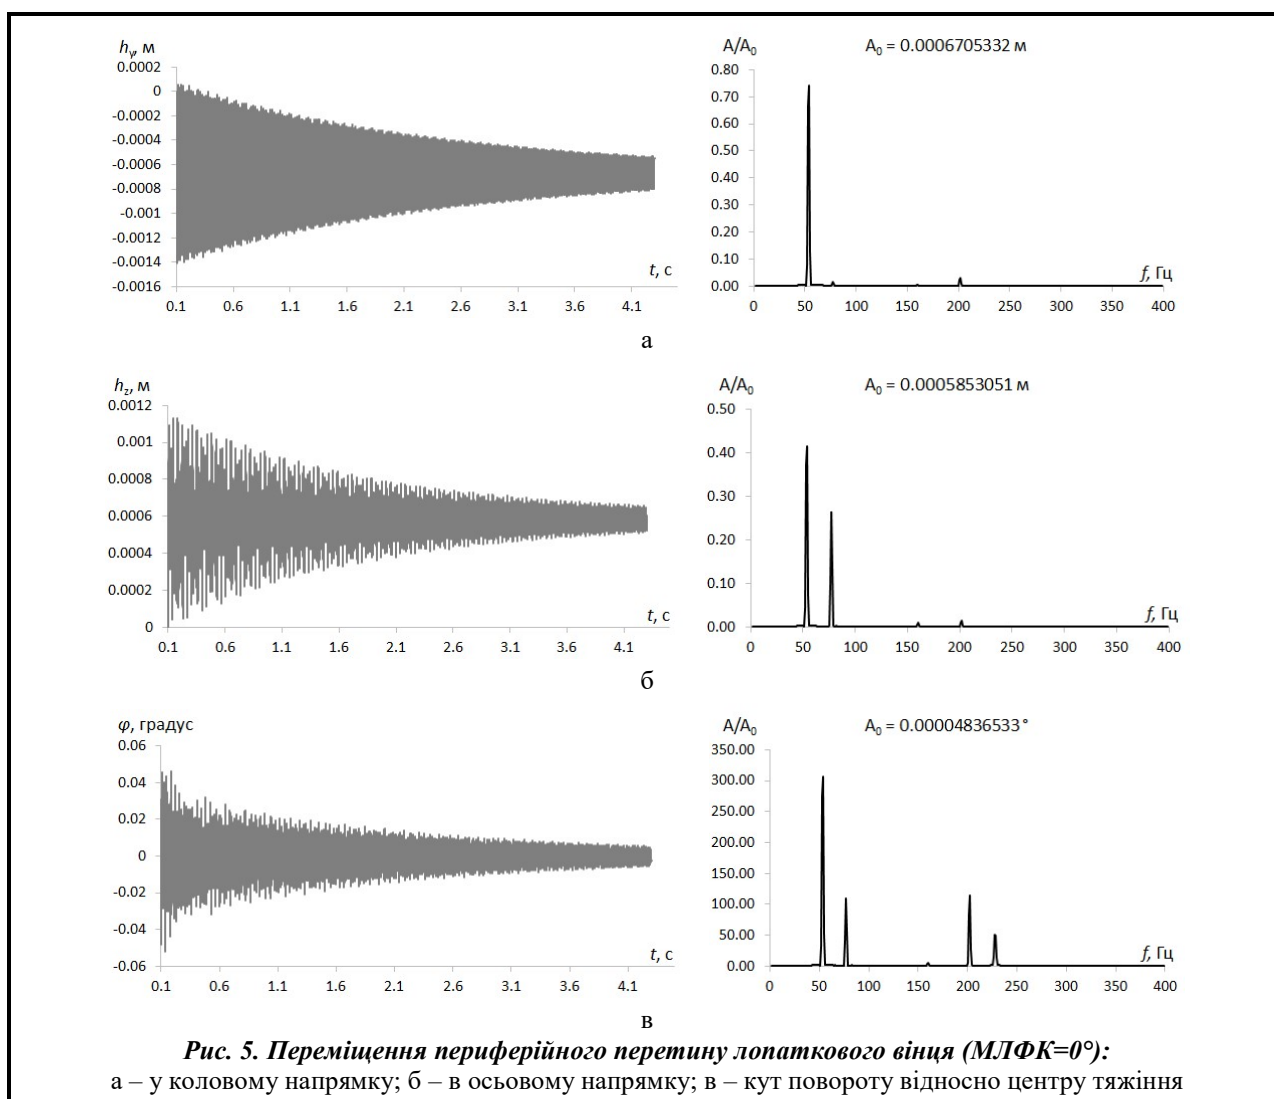 h_y, м
0.0002
0
-0.0002
-0.0004
-0.0006
-0.0008
-0.001
-0.0012
-0.0014
-0.0016
t, с
0.1 0.6 1.1 1.6 2.1 2.6 3.1 3.6 4.1
A/A₀ A₀ = 0.0006705332 м
0.80
0.70
0.60
0.50
0.40
0.30
0.20
0.10
0.00
f, Гц
0 50 100 150 200 250 300 350 400
а
h_z, м
0.0012
0.001
0.0008
0.0006
0.0004
0.0002
0
t, с
0.1 0.6 1.1 1.6 2.1 2.6 3.1 3.6 4.1
A/A₀ A₀ = 0.0005853051 м
0.50
0.40
0.30
0.20
0.10
0.00
f, Гц
0 50 100 150 200 250 300 350 400
б
φ, градус
0.06
0.04
0.02
0
-0.02
-0.04
-0.06
t, с
0.1 0.6 1.1 1.6 2.1 2.6 3.1 3.6 4.1
A/A₀ A₀ = 0.00004836533°
350.00
300.00
250.00
200.00
150.00
100.00
50.00
0.00
f, Гц
0 50 100 150 200 250 300 350 400
в
Рис. 5. Переміщення периферійного перетину лопаткового вінця (МЛФК=0°):
а – у коловому напрямку; б – в осьовому напрямку; в – кут повороту відносно центру тяжіння